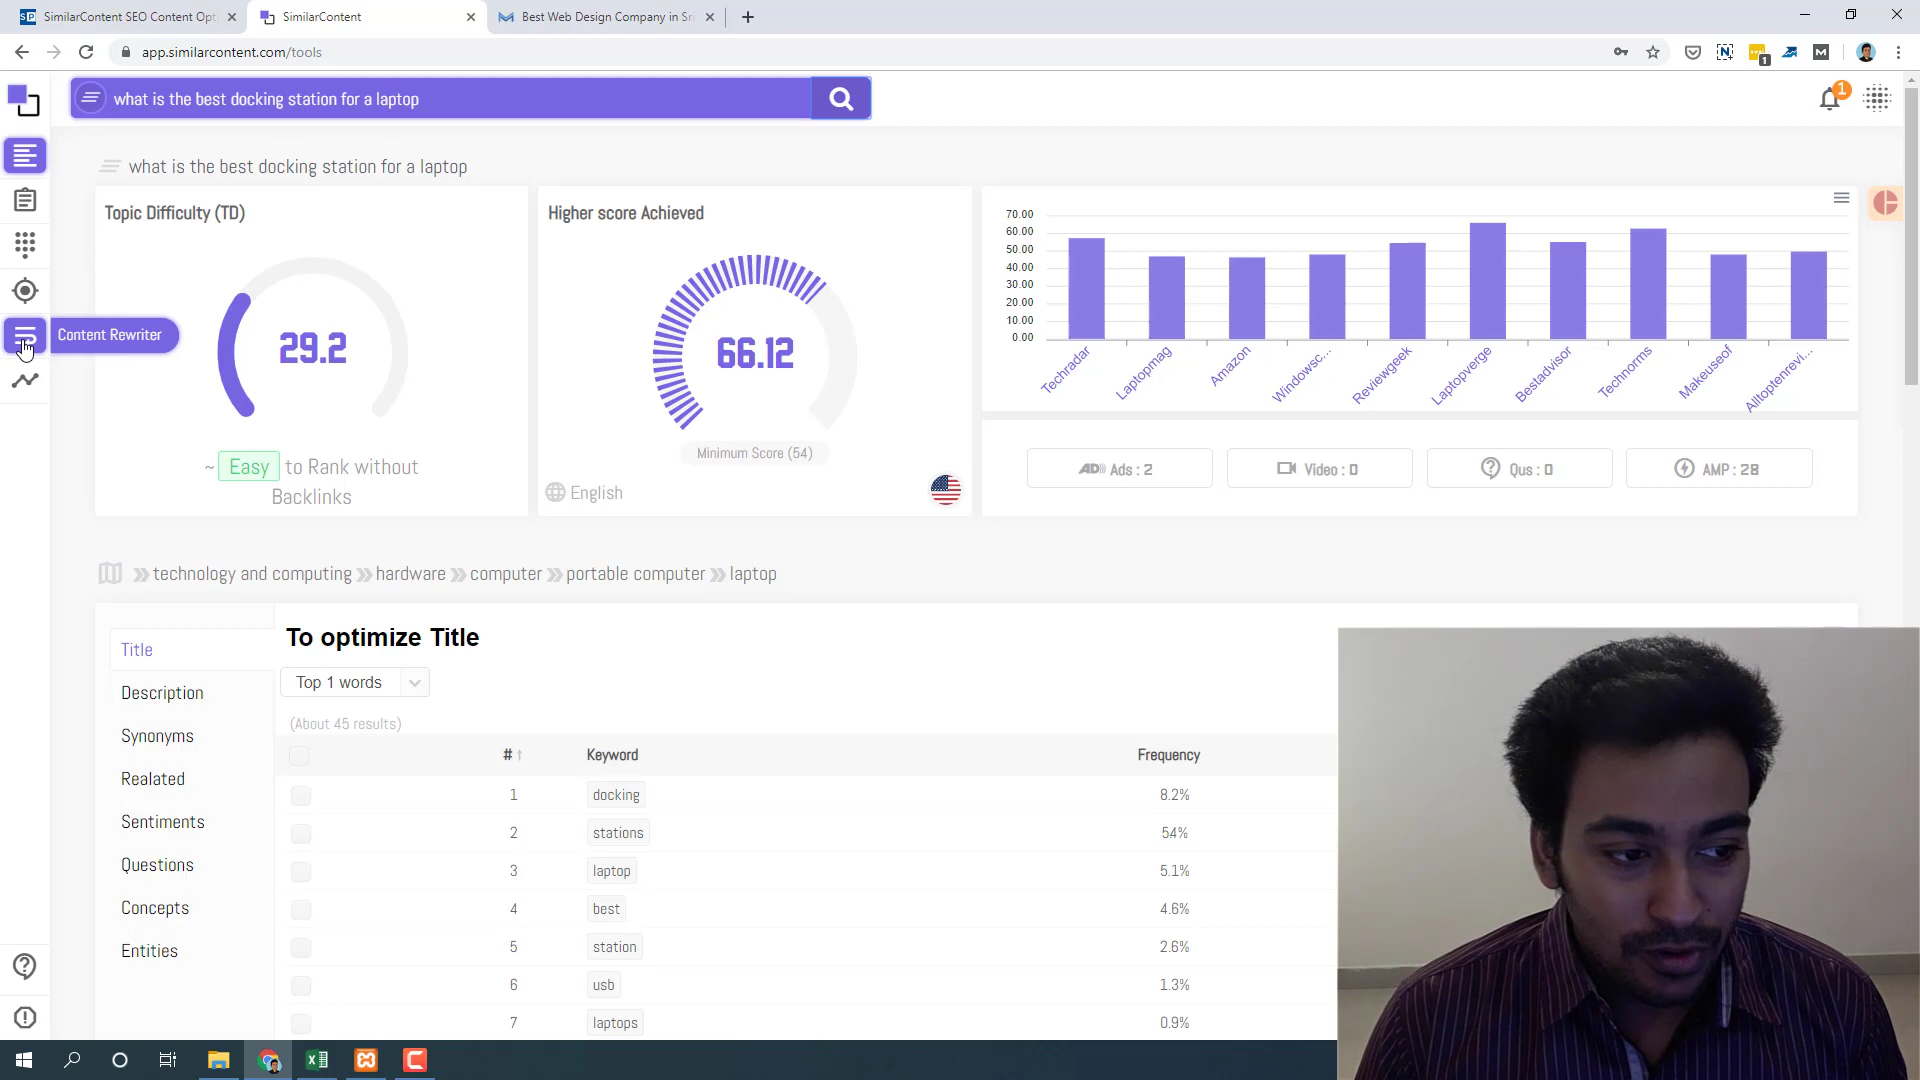 SimilarContent SEO Content Opt
SimilarContent
Best Web Design Company in Sri
app.similarcontent.com/tools
1
what is the best docking station for a laptop
1
what is the best docking station for a laptop
Topic Difficulty (TD)
29.2
~ Easy to Rank without
Backlinks
Higher score Achieved
66.12
Minimum Score (54)
English
70.00
60.00
50.00
40.00
30.00
20.00
10.00
0.00
Techradar
Laptopmag
Amazon
Windowsc...
Reviewgeek
Laptopverge
Bestadvisor
Technorms
Makeuseof
Alltoptenrevi...
AD Ads : 2
Video : 0
Qus : 0
AMP : 28
Content Rewriter
technology and computing >> hardware >> computer >> portable computer >> laptop
Title
Description
Synonyms
Realated
Sentiments
Questions
Concepts
Entities
To optimize Title
Top 1 words
(About 45 results)
# Keyword Frequency
1 docking 8.2%
2 stations 54%
3 laptop 5.1%
4 best 4.6%
5 station 2.6%
6 usb 1.3%
7 laptops 0.9%